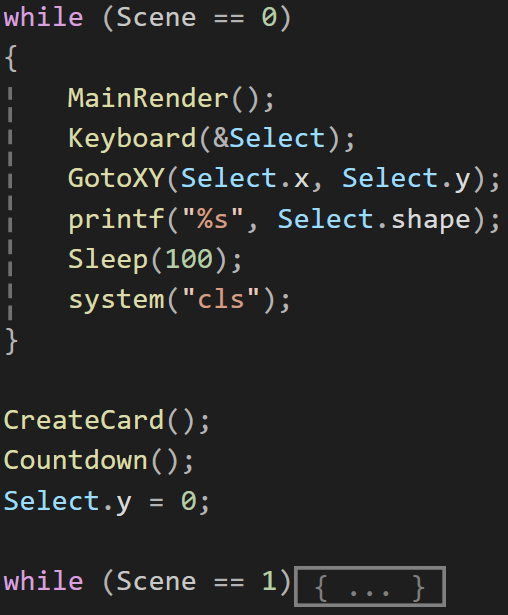 while (Scene == 0)
{
MainRender();
Keyboard(&Select);
GotoXY(Select.x, Select.y);
printf("%s", Select.shape);
Sleep(100);
system("cls");
}
CreateCard();
Countdown();
Select.y = 0;
while (Scene == 1){ ... }